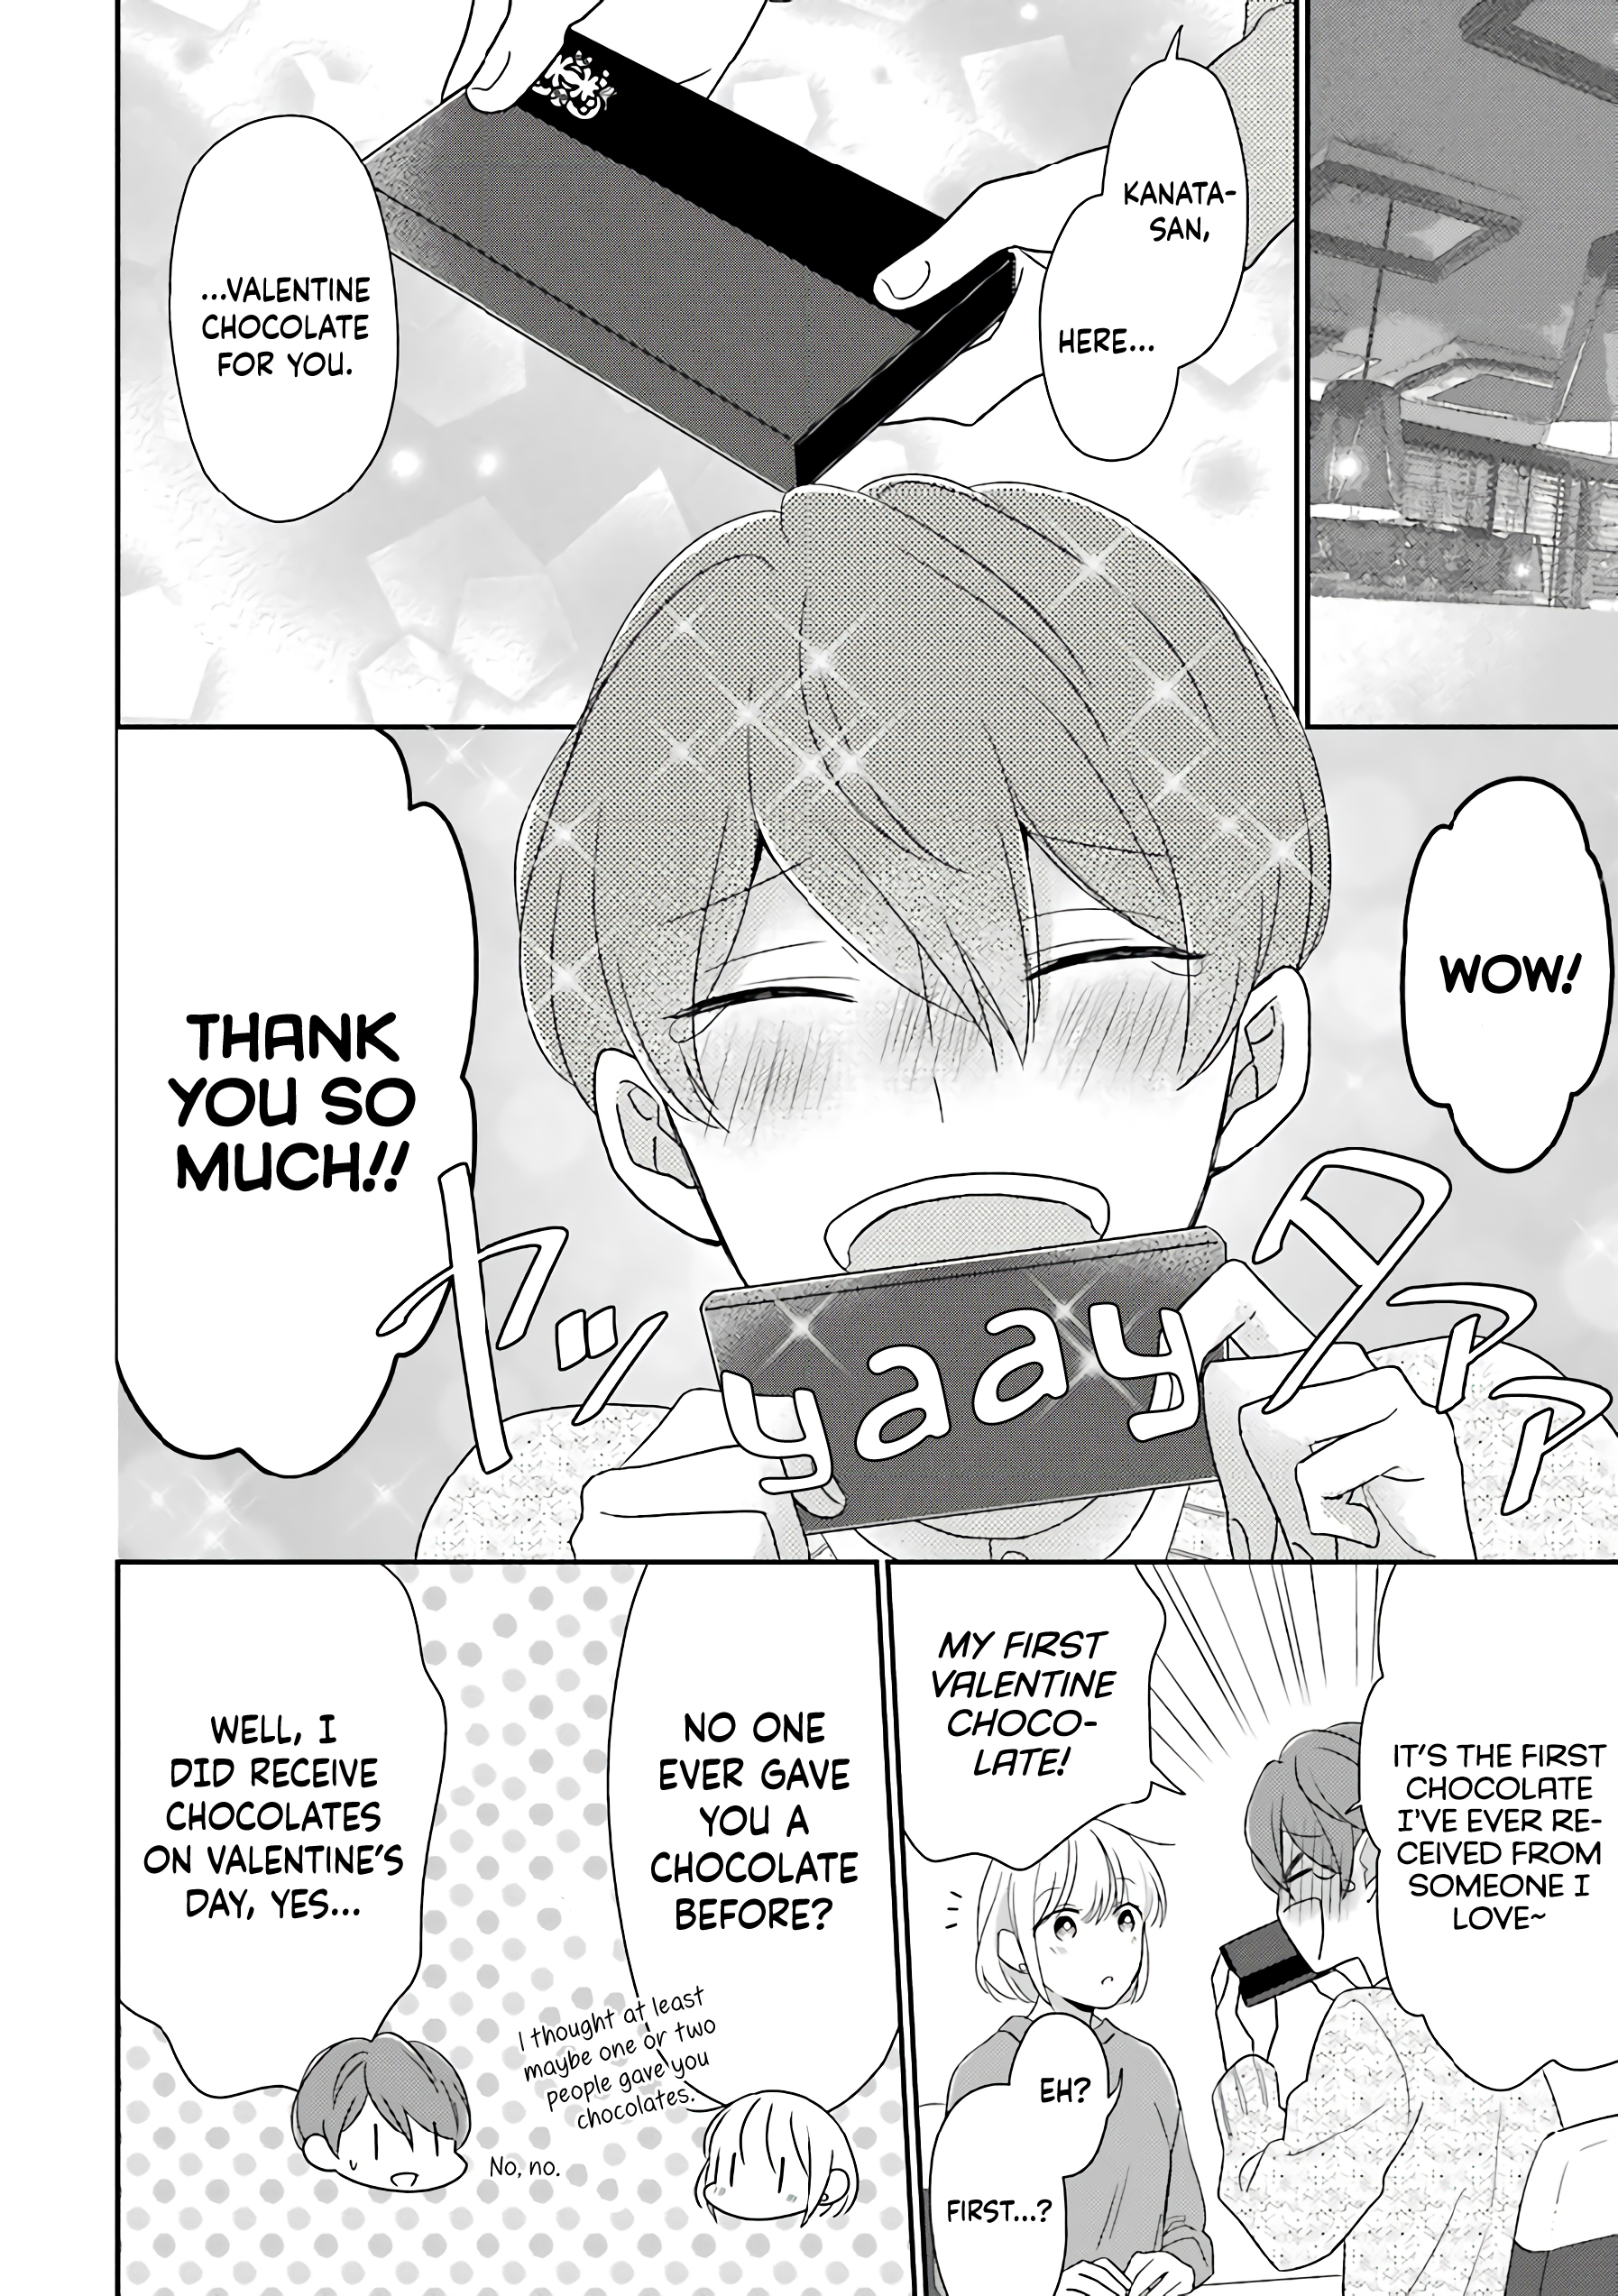 KANATA-
SAN,
HERE...
...VALENTINE
CHOCOLATE
FOR YOU.
WOW!
THANK
YOU SO
MUCH!!
yaay
IT'S THE FIRST
CHOCOLATE
I'VE EVER RE-
CEIVED FROM
SOMEONE I
LOVE~
MY FIRST
VALENTINE
CHOCO-
LATE!
EH?
FIRST...?
NO ONE
EVER GAVE
YOU A
CHOCOLATE
BEFORE?
I thought at least
maybe one or two
people gave you
chocolates.
WELL, I
DID RECEIVE
CHOCOLATES
ON VALENTINE'S
DAY, YES...
No, no.